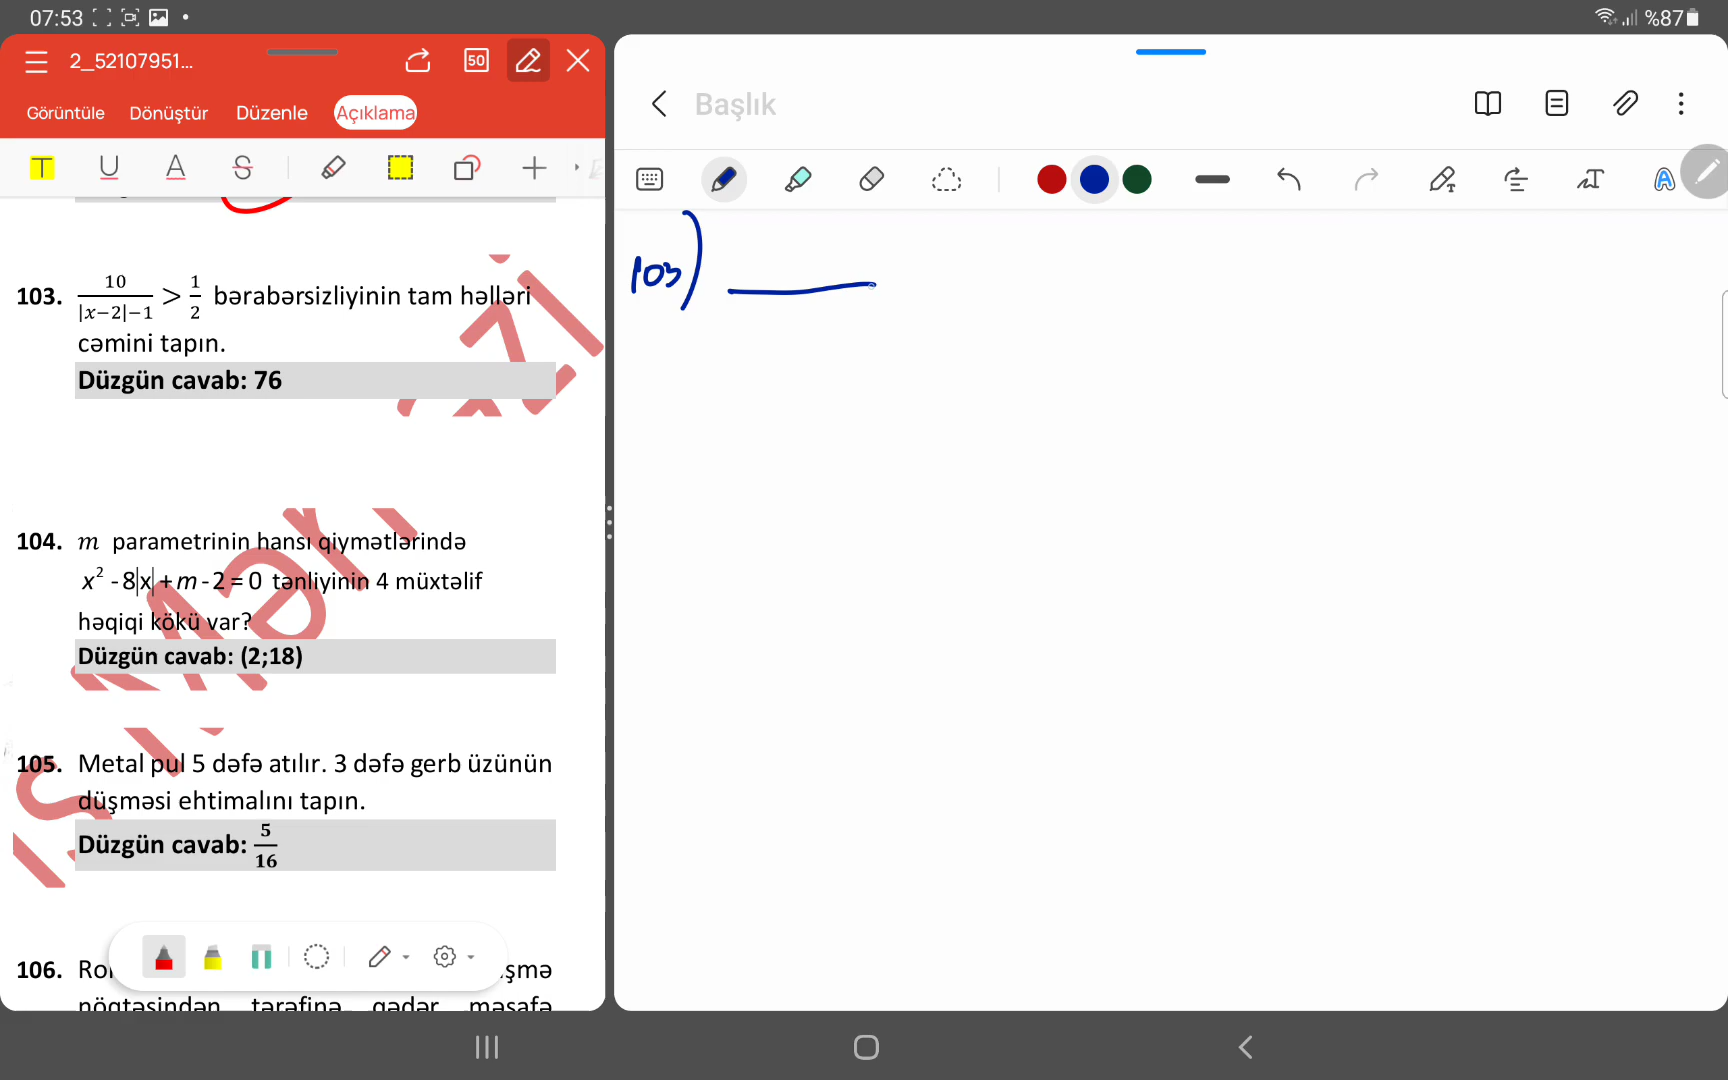 07:53
%87
2_52107951...
50
Görüntüle Dönüştür Düzenle Açıklama
T U A S
Başlık
T A
103. 10/|x−2|−1 > 1/2 bərabərsizliyinin tam həlləri
cəmini tapın.
Düzgün cavab: 76
104. m parametrinin hansı qiymətlərində
x² -8|x|+m-2=0 tənliyinin 4 müxtəlif
həqiqi kökü var?
Düzgün cavab: (2;18)
105. Metal pul 5 dəfə atılır. 3 dəfə gerb üzünün
düşməsi ehtimalını tapın.
Düzgün cavab: 5/16
106.
nöqtəsindən tərəfinə qədər məsafə
103)